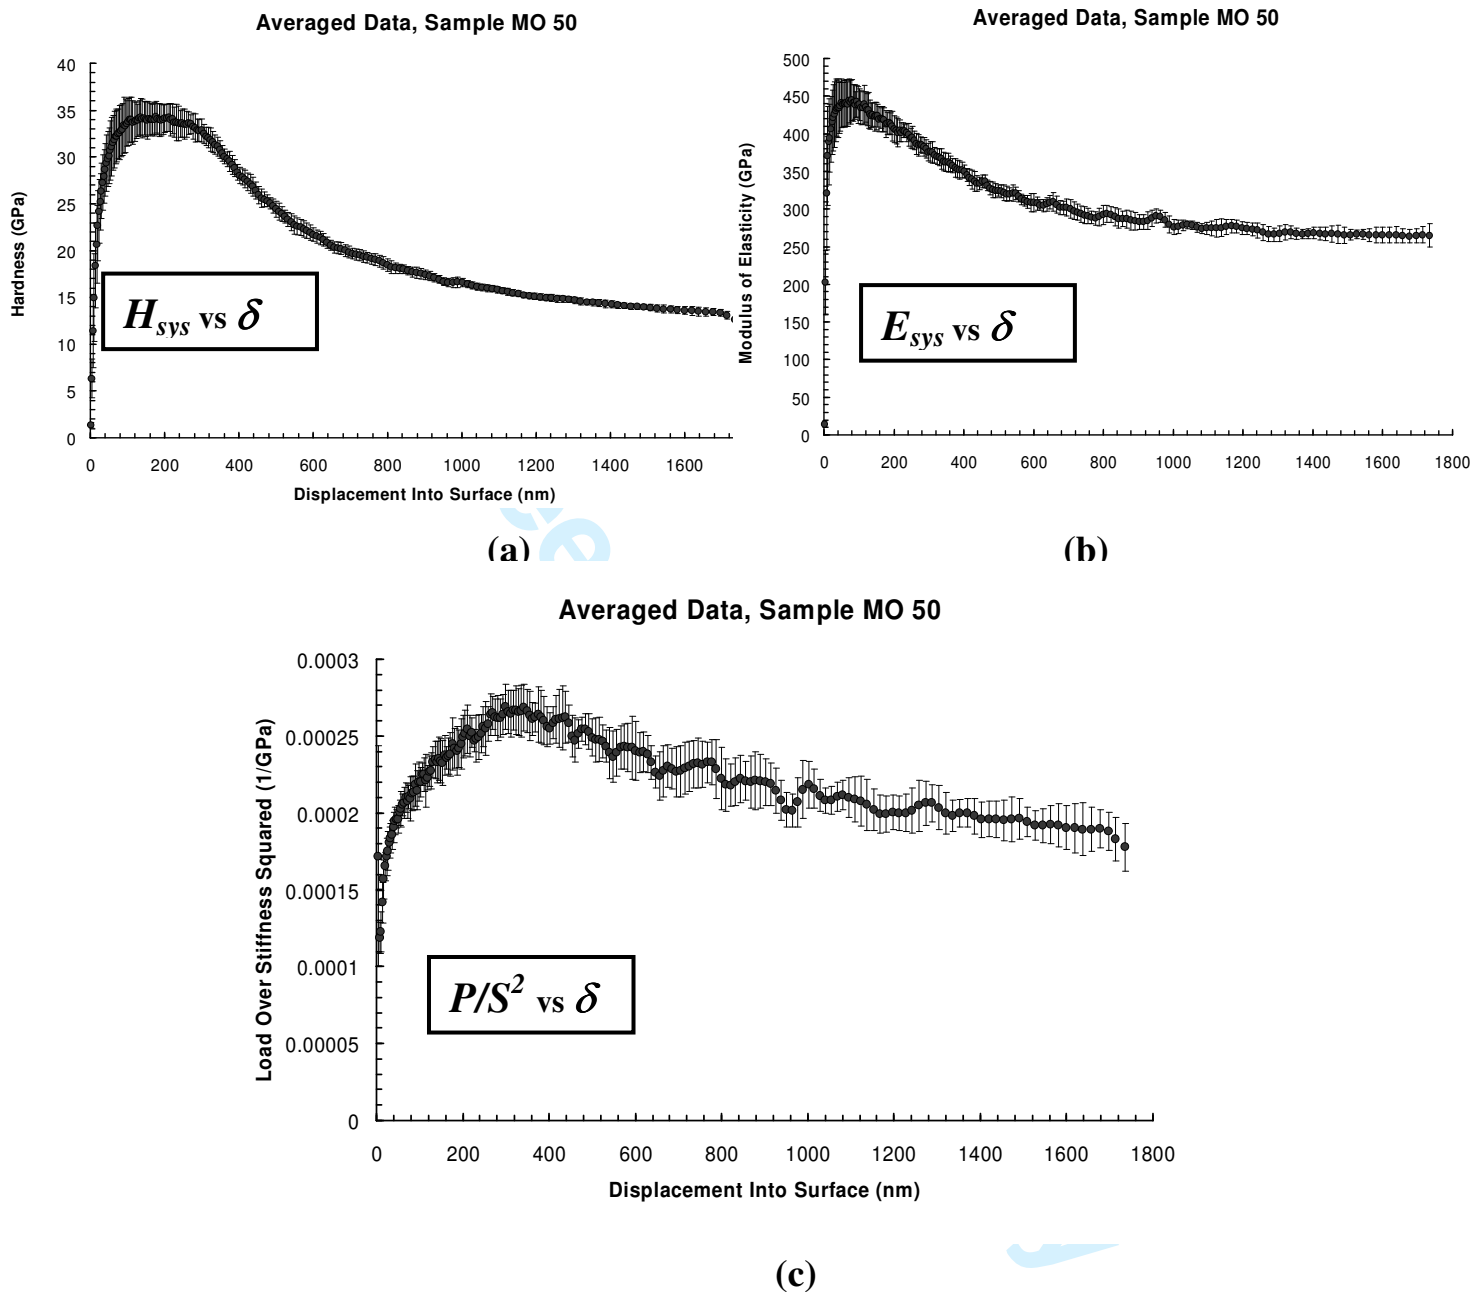 Averaged Data, Sample MO 50
Hardness (GPa)
40
35
30
25
20
15
10
5
0
H_sys vs δ
0 200 400 600 800 1000 1200 1400 1600
Displacement Into Surface (nm)
(a)
Averaged Data, Sample MO 50
Modulus of Elasticity (GPa)
500
450
400
350
300
250
200
150
100
50
0
E_sys vs δ
0 200 400 600 800 1000 1200 1400 1600 1800
(b)
Averaged Data, Sample MO 50
Load Over Stiffness Squared (1/GPa)
0.0003
0.00025
0.0002
0.00015
0.0001
0.00005
0
P/S² vs δ
0 200 400 600 800 1000 1200 1400 1600 1800
Displacement Into Surface (nm)
(c)